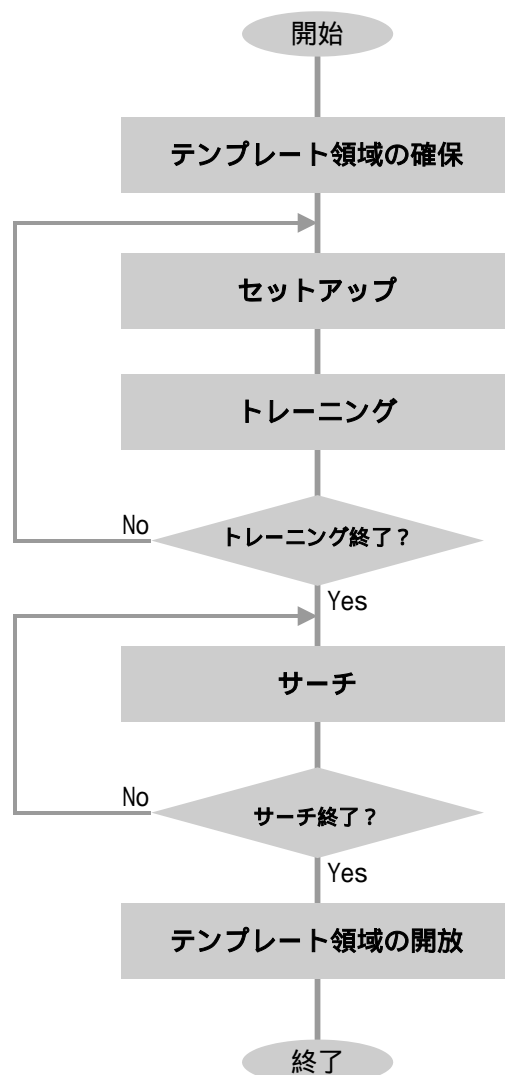 開始
テンプレート領域の確保
セットアップ
トレーニング
No
トレーニング終了?
Yes
サーチ
No
サーチ終了?
Yes
テンプレート領域の開放
終了